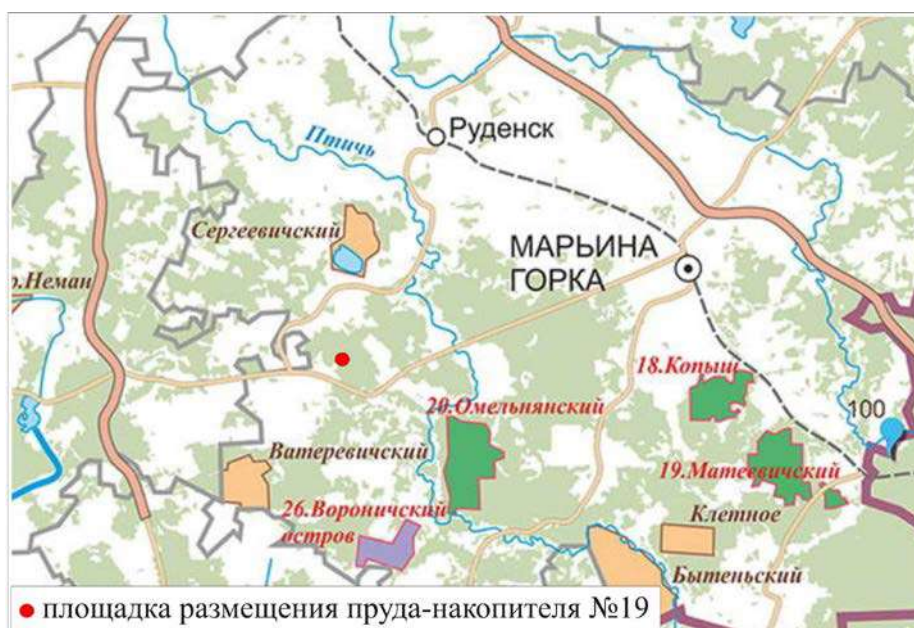 Руденск
Птичь
Сергеевичский
МАРЬИНА
ГОРКА
р.Неман
18.Копыш
20.Омельнянский
100
Ватеревичский
19.Матеевичский
26.Вороничский
остров
Клетное
Бытеньский
площадка размещения пруда-накопителя №19